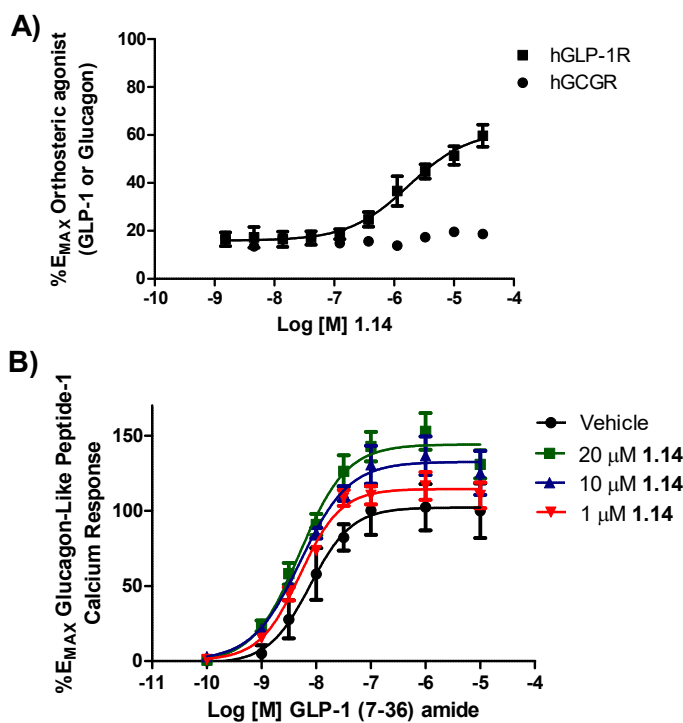 A)
%EMAX Orthosteric agonist
(GLP-1 or Glucagon)
100
80
60
40
20
0
-10 -9 -8 -7 -6 -5 -4
Log [M] 1.14
hGLP-1R
hGCGR
B)
%EMAX Glucagon-Like Peptide-1
Calcium Response
150
100
50
0
-11 -10 -9 -8 -7 -6 -5 -4
Log [M] GLP-1 (7-36) amide
Vehicle
20 μM 1.14
10 μM 1.14
1 μM 1.14